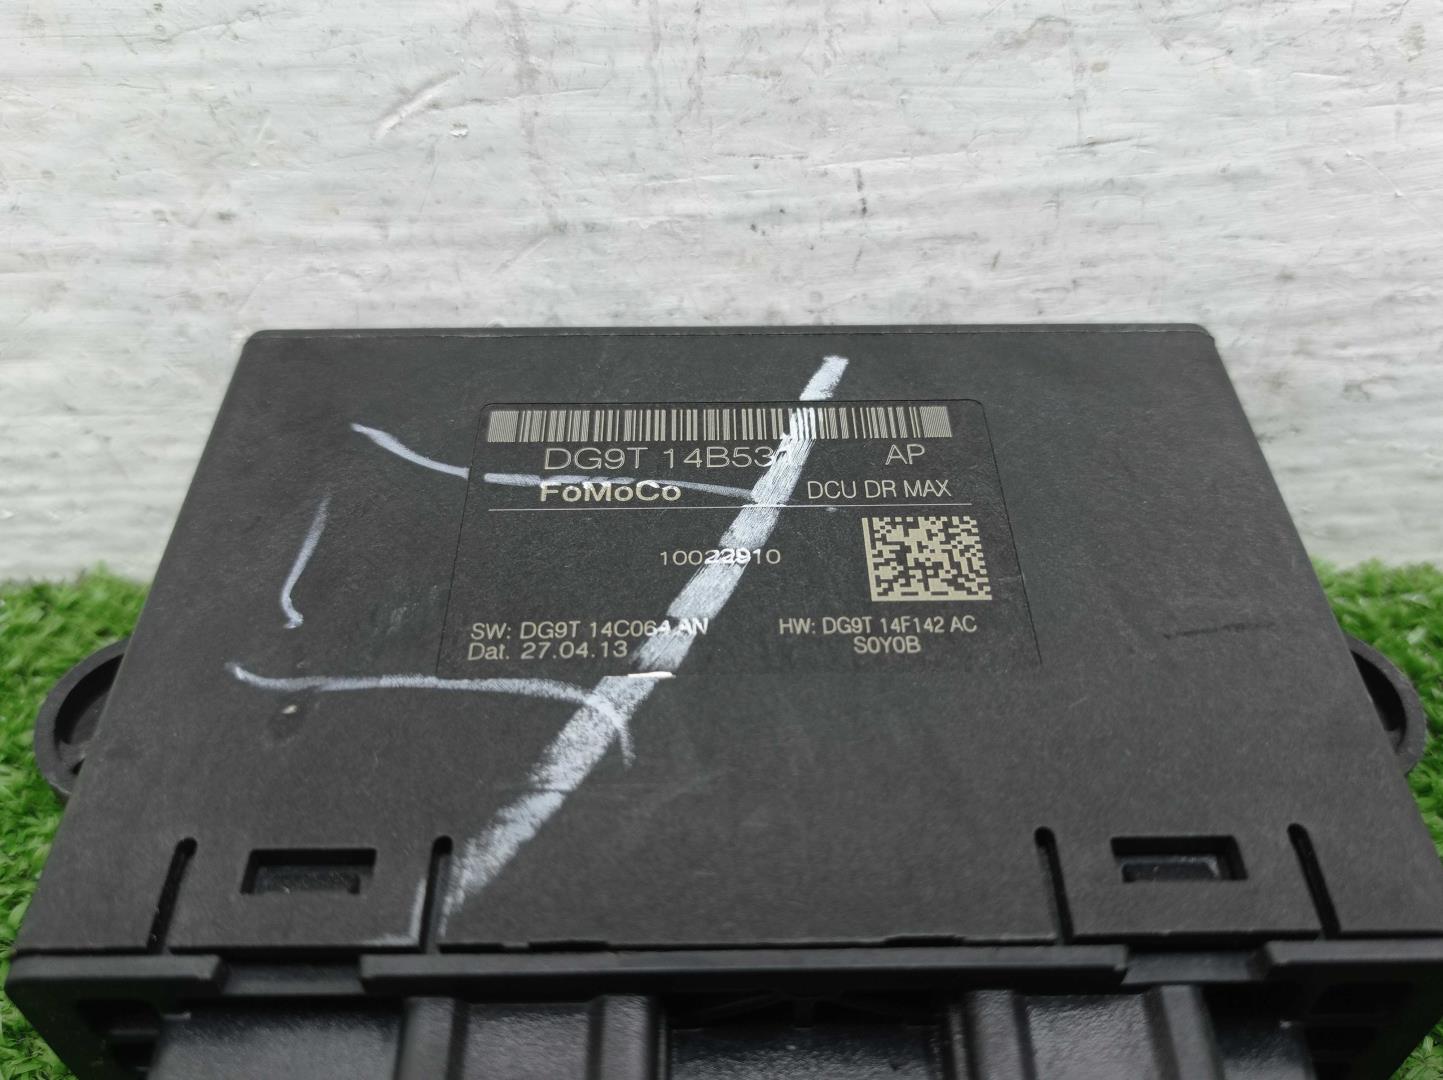 DG9T AP
FoMoCo DCU DR MAX
10022910
SW: DG9T 14C064 AN HW: DG9T 14F142 AC
Dat. 27.04.13 S0Y0B